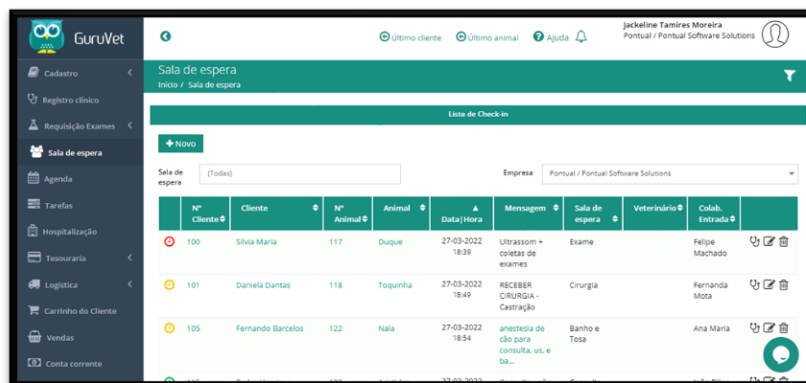 GuruVet
Último cliente
Último animal
Ajuda
Jackeline Tamires Moreira
Pontual / Pontual Software Solutions
Cadastro
Registro clínico
Requisição Exames
Sala de espera
Agenda
Tarefas
Hospitalização
Tesouraria
Logística
Carrinho do Cliente
Vendas
Conta corrente
Sala de espera
Início / Sala de espera
Lista de Check-in
+ Novo
Sala de
espera
(Todas)
Empresa
Pontual / Pontual Software Solutions
Nº
Cliente
Cliente
Nº
Animal
Animal
Data|Hora
Mensagem
Sala de
espera
Veterinário
Colab.
Entrada
100
Silvia Maria
117
Duque
27-03-2022
18:39
Ultrassom +
coletas de
exames
Exame
Felipe
Machado
101
Daniela Dantas
118
Toquinha
27-03-2022
18:49
RECEBER
CIRURGIA -
Castração
Cirurgia
Fernanda
Mota
105
Fernando Barcelos
122
Nala
27-03-2022
18:54
anestesia de
cão para
consulta, us, e
ba...
Banho e
Tosa
Ana Maria